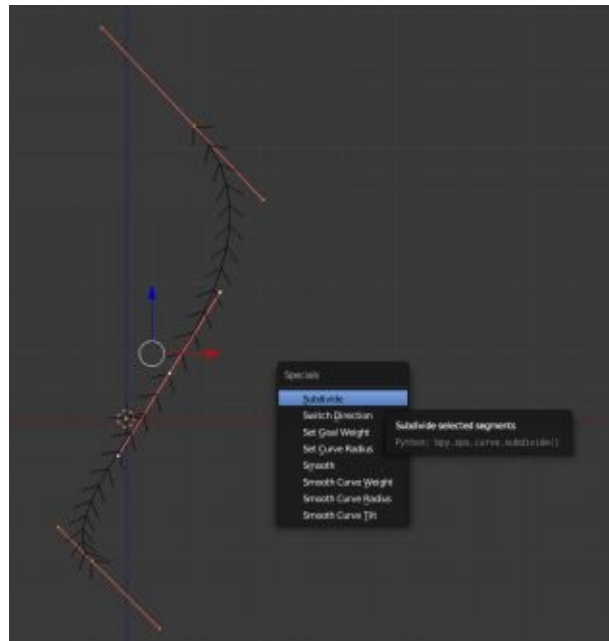 Specials
Subdivide
Switch Direction
Set Goal Weight
Set Curve Radius
Smooth
Smooth Curve Weight
Smooth Curve Radius
Smooth Curve Tilt
Subdivide selected segments
Python: bpy.ops.curve.subdivide()